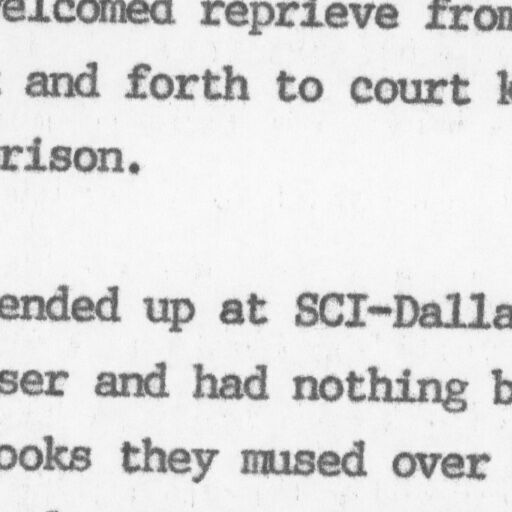 elcomed reprieve from
and forth to court
rison.
ended up at SCI-Dalla
ser and had nothing b
ooks they mused over